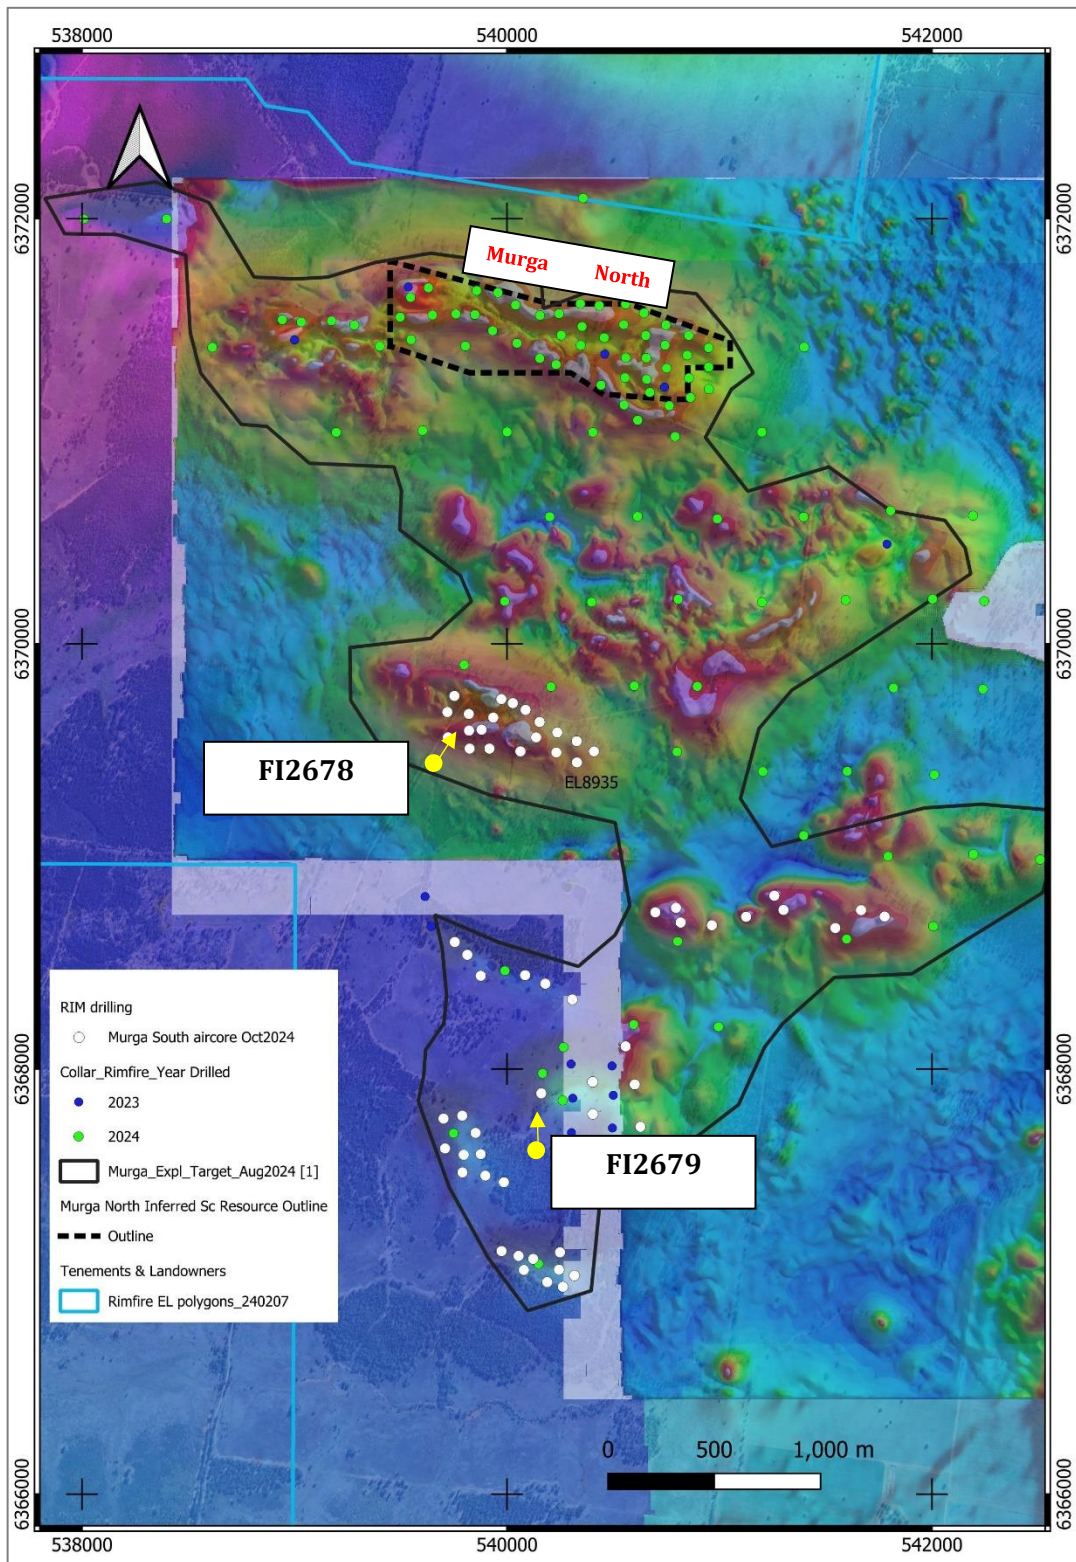 538000 540000 542000
6372000 6372000
Murga North
6370000 6370000
FI2678
EL8935
RIM drilling
Murga South aircore Oct2024
Collar_Rimfire_Year Drilled
2023
2024
Murga_Expl_Target_Aug2024 [1]
Murga North Inferred Sc Resource Outline
Outline
Tenements & Landowners
Rimfire EL polygons_240207
6368000
FI2679
0 500 1,000 m
6366000 6366000
538000 540000 542000